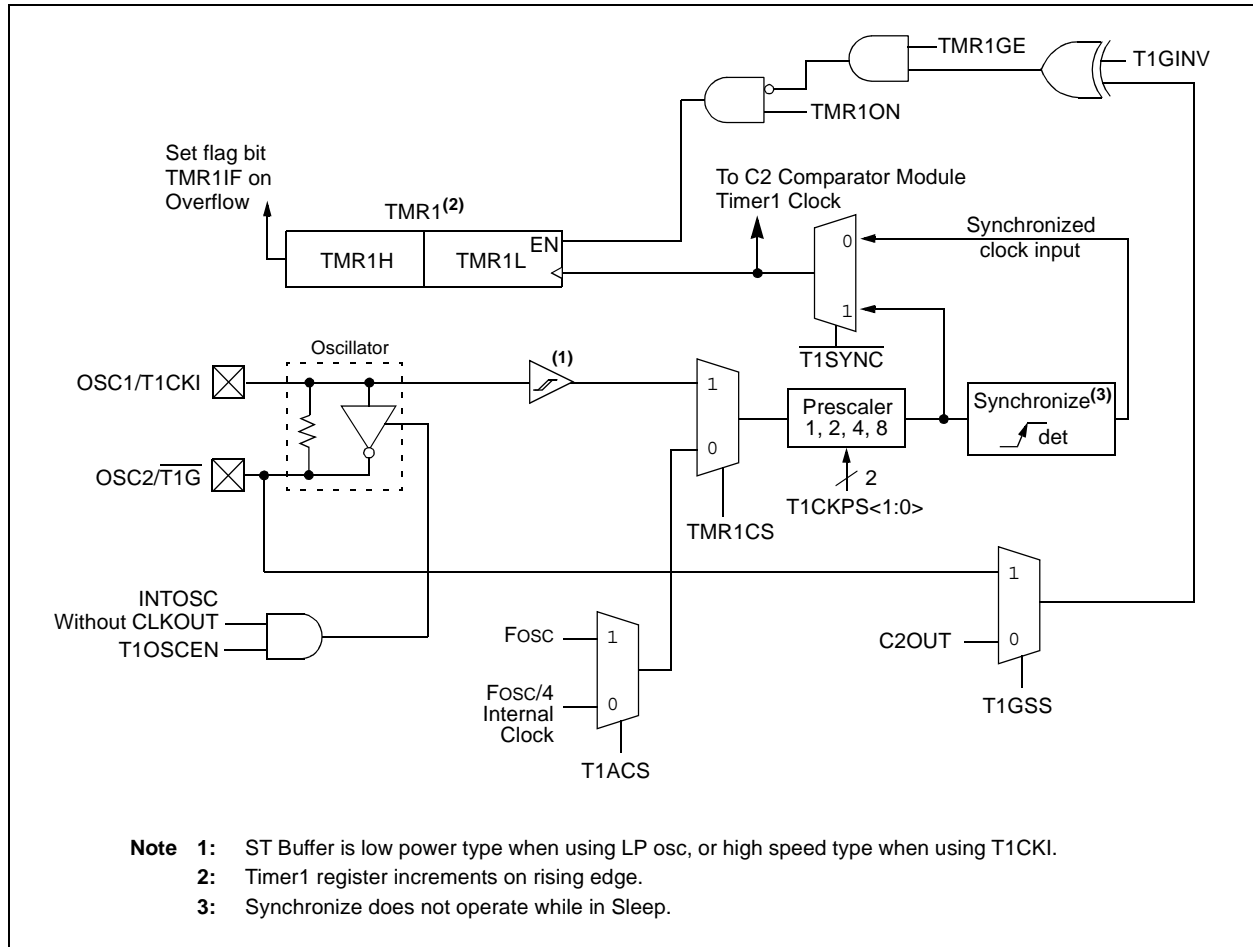 TMR1GE
T1GINV
TMR1ON
Set flag bit
TMR1IF on
Overflow
To C2 Comparator Module
Timer1 Clock
TMR1(2)
EN
TMR1H
TMR1L
0
1
Synchronized
clock input
T1SYNC
Oscillator
(1)
OSC1/T1CKI
OSC2/T1G
1
0
TMR1CS
Prescaler
1, 2, 4, 8
2
T1CKPS<1:0>
Synchronize(3)
det
INTOSC
Without CLKOUT
T1OSCEN
FOSC
1
FOSC/4
Internal
Clock
0
T1ACS
1
C2OUT
0
T1GSS
Note 1: ST Buffer is low power type when using LP osc, or high speed type when using T1CKI.
2: Timer1 register increments on rising edge.
3: Synchronize does not operate while in Sleep.